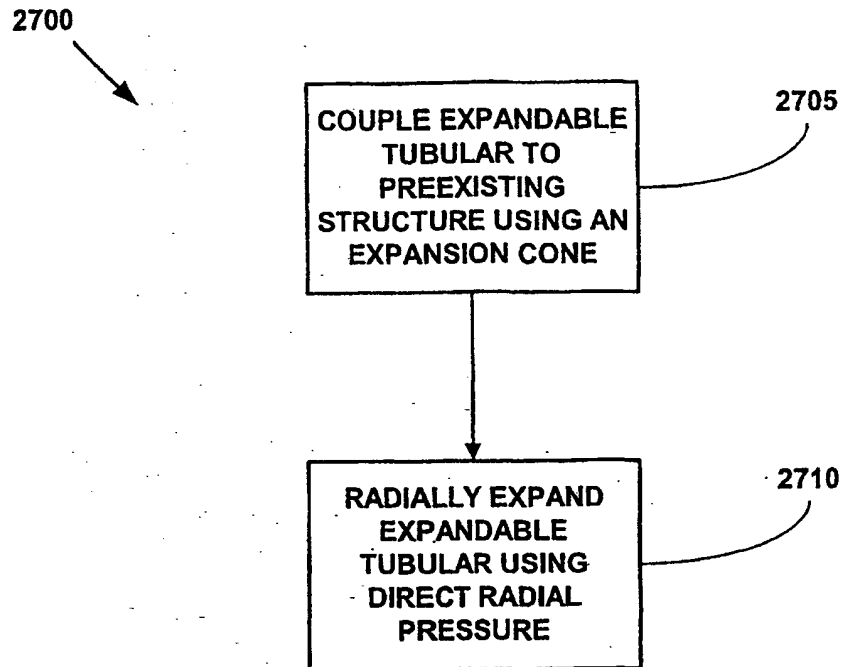 2700
COUPLE EXPANDABLE
TUBULAR TO
PREEXISTING
STRUCTURE USING AN
EXPANSION CONE
2705
RADIALLY EXPAND
EXPANDABLE
TUBULAR USING
DIRECT RADIAL
PRESSURE
2710